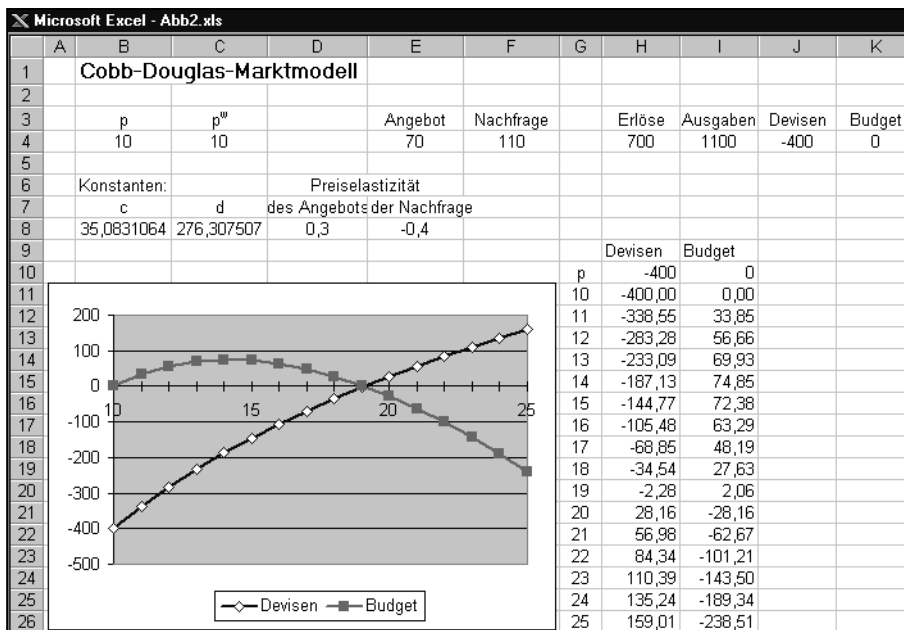 Microsoft Excel - Abb2.xls
A B C D E F G H I J K
1 Cobb-Douglas-Marktmodell
2
3 p pʷ Angebot Nachfrage Erlöse Ausgaben Devisen Budget
4 10 10 70 110 700 1100 -400 0
5
6 Konstanten: Preiselastizität
7 c d des Angebots der Nachfrage
8 35,0831064 276,307507 0,3 -0,4
9 Devisen Budget
10 p -400 0
11 10 -400,00 0,00
12 11 -338,55 33,85
13 12 -283,28 56,66
14 13 -233,09 69,93
15 14 -187,13 74,85
16 15 -144,77 72,38
17 16 -105,48 63,29
18 17 -68,85 48,19
19 18 -34,54 27,63
20 19 -2,28 2,06
21 20 28,16 -28,16
22 21 56,98 -62,67
23 22 84,34 -101,21
24 23 110,39 -143,50
25 24 135,24 -189,34
26 25 159,01 -238,51
200
100
0
-100
-200
-300
-400
-500
10 15 20 25
Devisen Budget